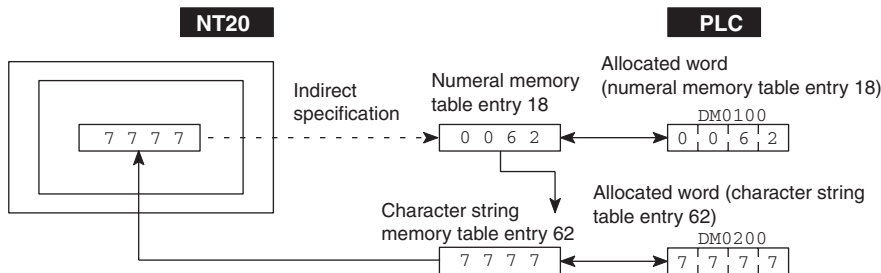 NT20
PLC
Allocated word
(numeral memory table entry 18)
Numeral memory
table entry 18
Indirect
specification
DM0100
7 7 7 7
0 0 6 2
0 0 6 2
Allocated word (character string
table entry 62)
Character string
memory table entry 62
DM0200
7 7 7 7
7 7 7 7